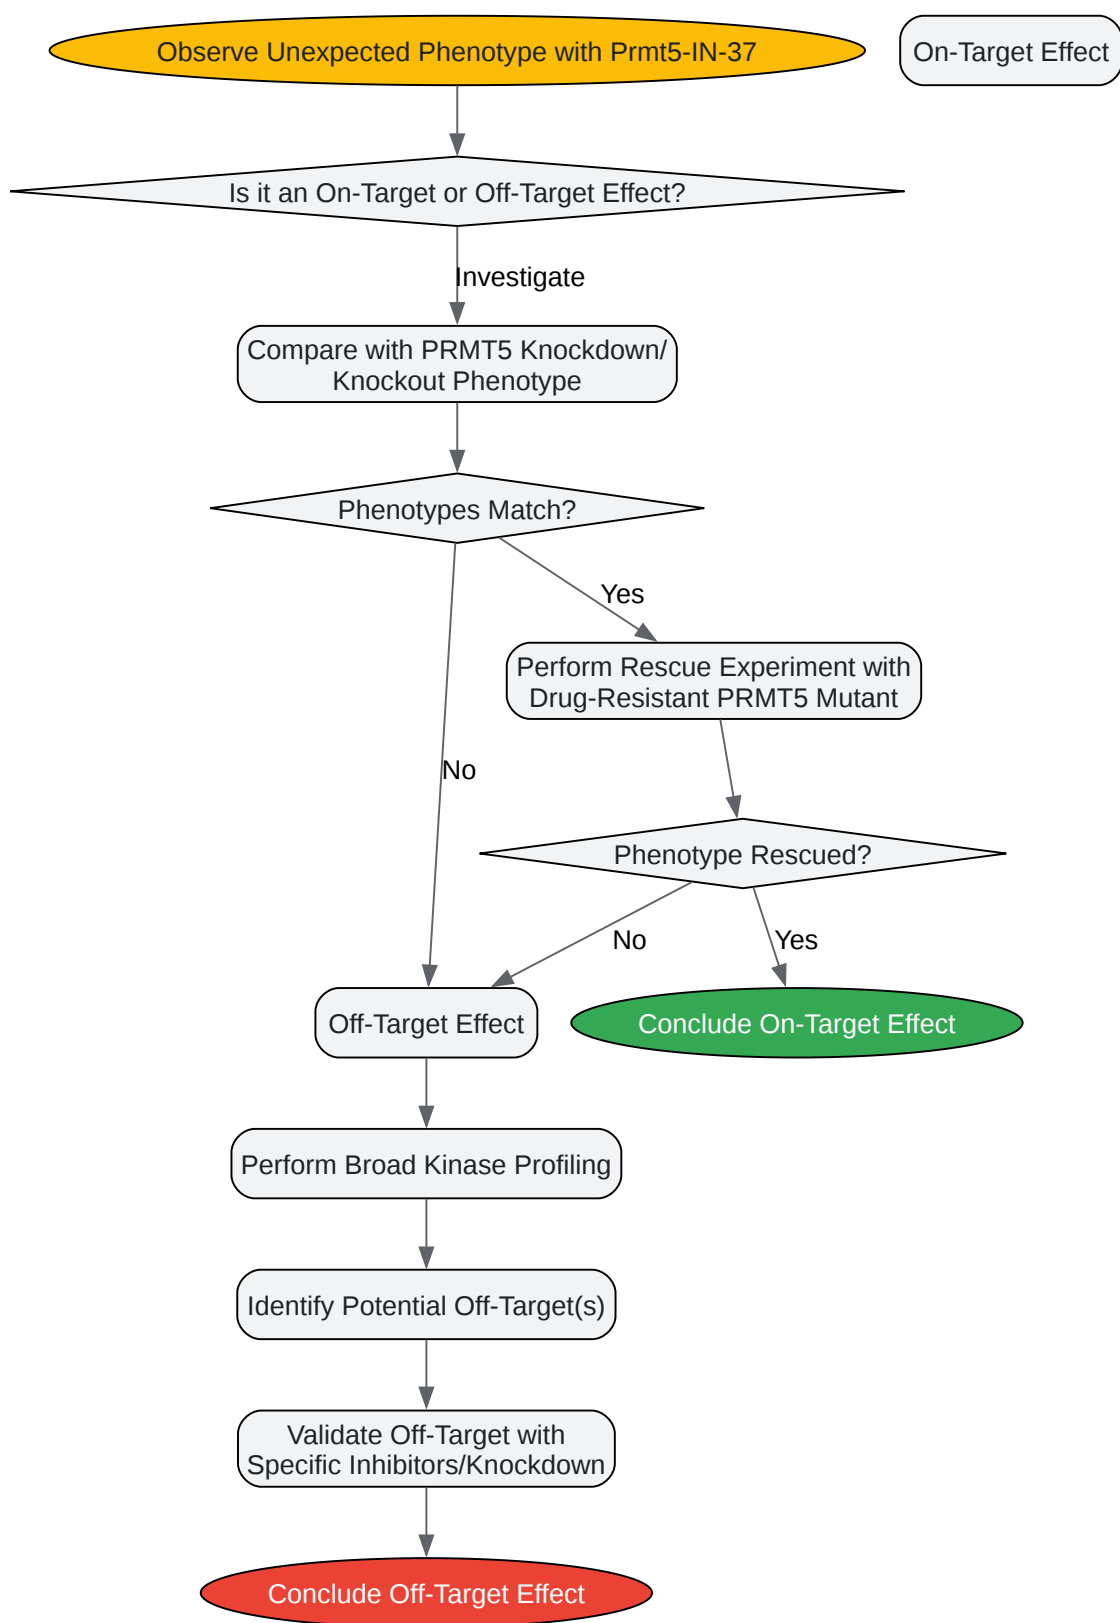 Observe Unexpected Phenotype with Prmt5-IN-37
On-Target Effect
Is it an On-Target or Off-Target Effect?
Investigate
Compare with PRMT5 Knockdown/
Knockout Phenotype
Phenotypes Match?
Yes
Perform Rescue Experiment with
Drug-Resistant PRMT5 Mutant
No
Phenotype Rescued?
No
Yes
Off-Target Effect
Conclude On-Target Effect
Perform Broad Kinase Profiling
Identify Potential Off-Target(s)
Validate Off-Target with
Specific Inhibitors/Knockdown
Conclude Off-Target Effect